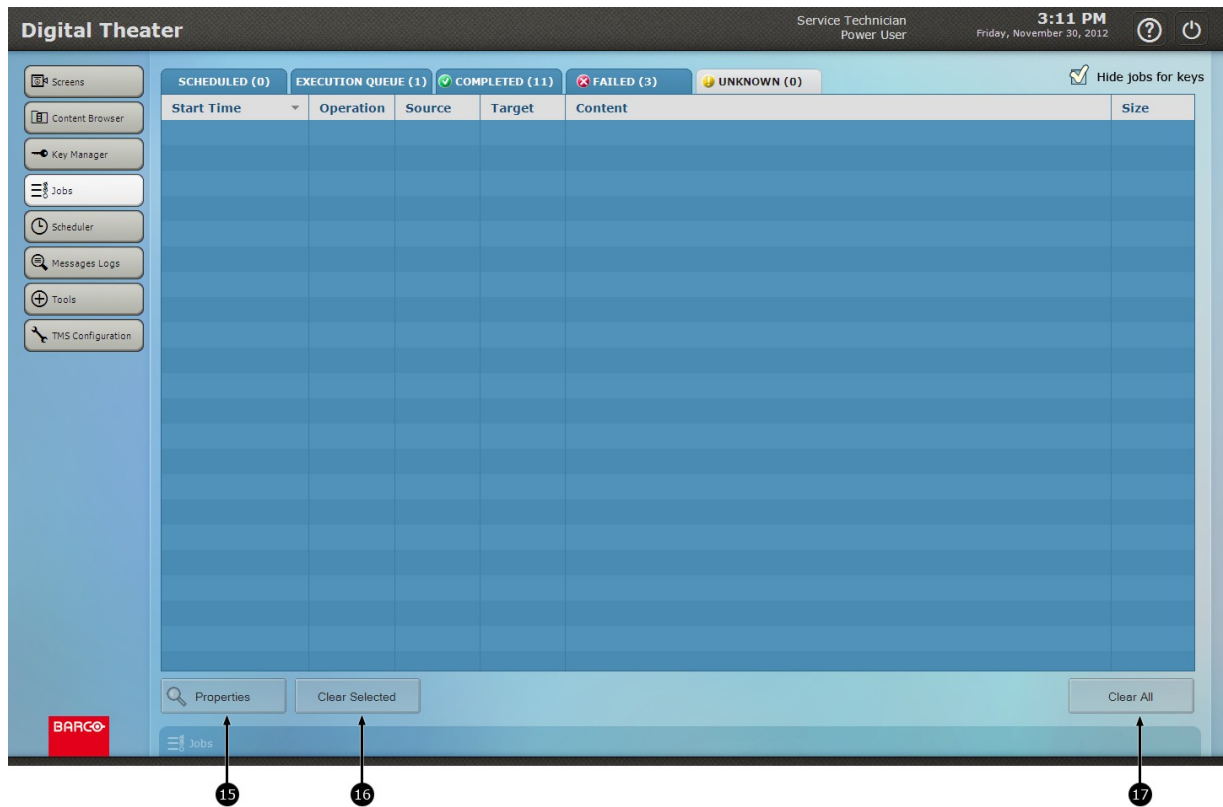 Digital Theater
Service Technician
Power User
3:11 PM
Friday, November 30, 2012
?
Screens
Content Browser
Key Manager
Jobs
Scheduler
Messages Logs
Tools
TMS Configuration
SCHEDULED (0) EXECUTION QUEUE (1) COMPLETED (11) FAILED (3) UNKNOWN (0)
Hide jobs for keys
Start Time Operation Source Target Content Size
Properties Clear Selected Clear All
BARCO
Jobs
15 16 17